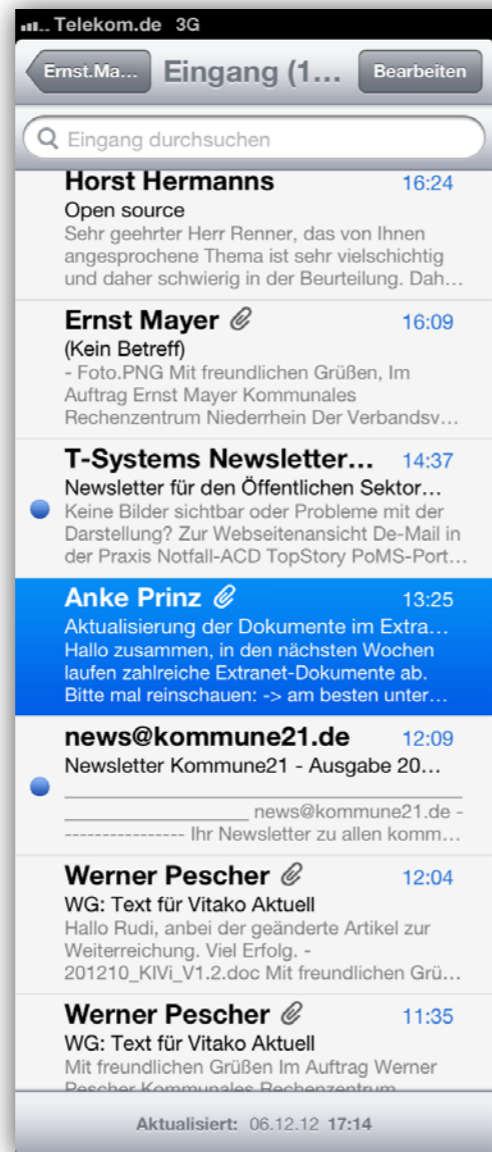 Telekom.de 3G
Ernst.Ma... Eingang (1... Bearbeiten
Eingang durchsuchen
Horst Hermanns 16:24
Open source
Sehr geehrter Herr Renner, das von Ihnen
angesprochene Thema ist sehr vielschichtig
und daher schwierig in der Beurteilung. Dah...
Ernst Mayer 16:09
(Kein Betreff)
- Foto.PNG Mit freundlichen Grüßen, Im
Auftrag Ernst Mayer Kommunales
Rechenzentrum Niederrhein Der Verbandsv...
T-Systems Newsletter... 14:37
Newsletter für den Öffentlichen Sektor...
Keine Bilder sichtbar oder Probleme mit der
Darstellung? Zur Webseitenansicht De-Mail in
der Praxis Notfall-ACD TopStory PoMS-Port...
Anke Prinz 13:25
Aktualisierung der Dokumente im Extra...
Hallo zusammen, in den nächsten Wochen
laufen zahlreiche Extranet-Dokumente ab.
Bitte mal reinschauen: -> am besten unter...
news@kommune21.de 12:09
Newsletter Kommune21 - Ausgabe 20...
_________________________________
_______________ news@kommune21.de -
---------------- Ihr Newsletter zu allen komm...
Werner Pescher 12:04
WG: Text für Vitako Aktuell
Hallo Rudi, anbei der geänderte Artikel zur
Weiterreichung. Viel Erfolg. -
201210_KIVi_V1.2.doc Mit freundlichen Grü...
Werner Pescher 11:35
WG: Text für Vitako Aktuell
Mit freundlichen Grüßen Im Auftrag Werner
Pescher Kommunales Rechenzentrum
Aktualisiert: 06.12.12 17:14